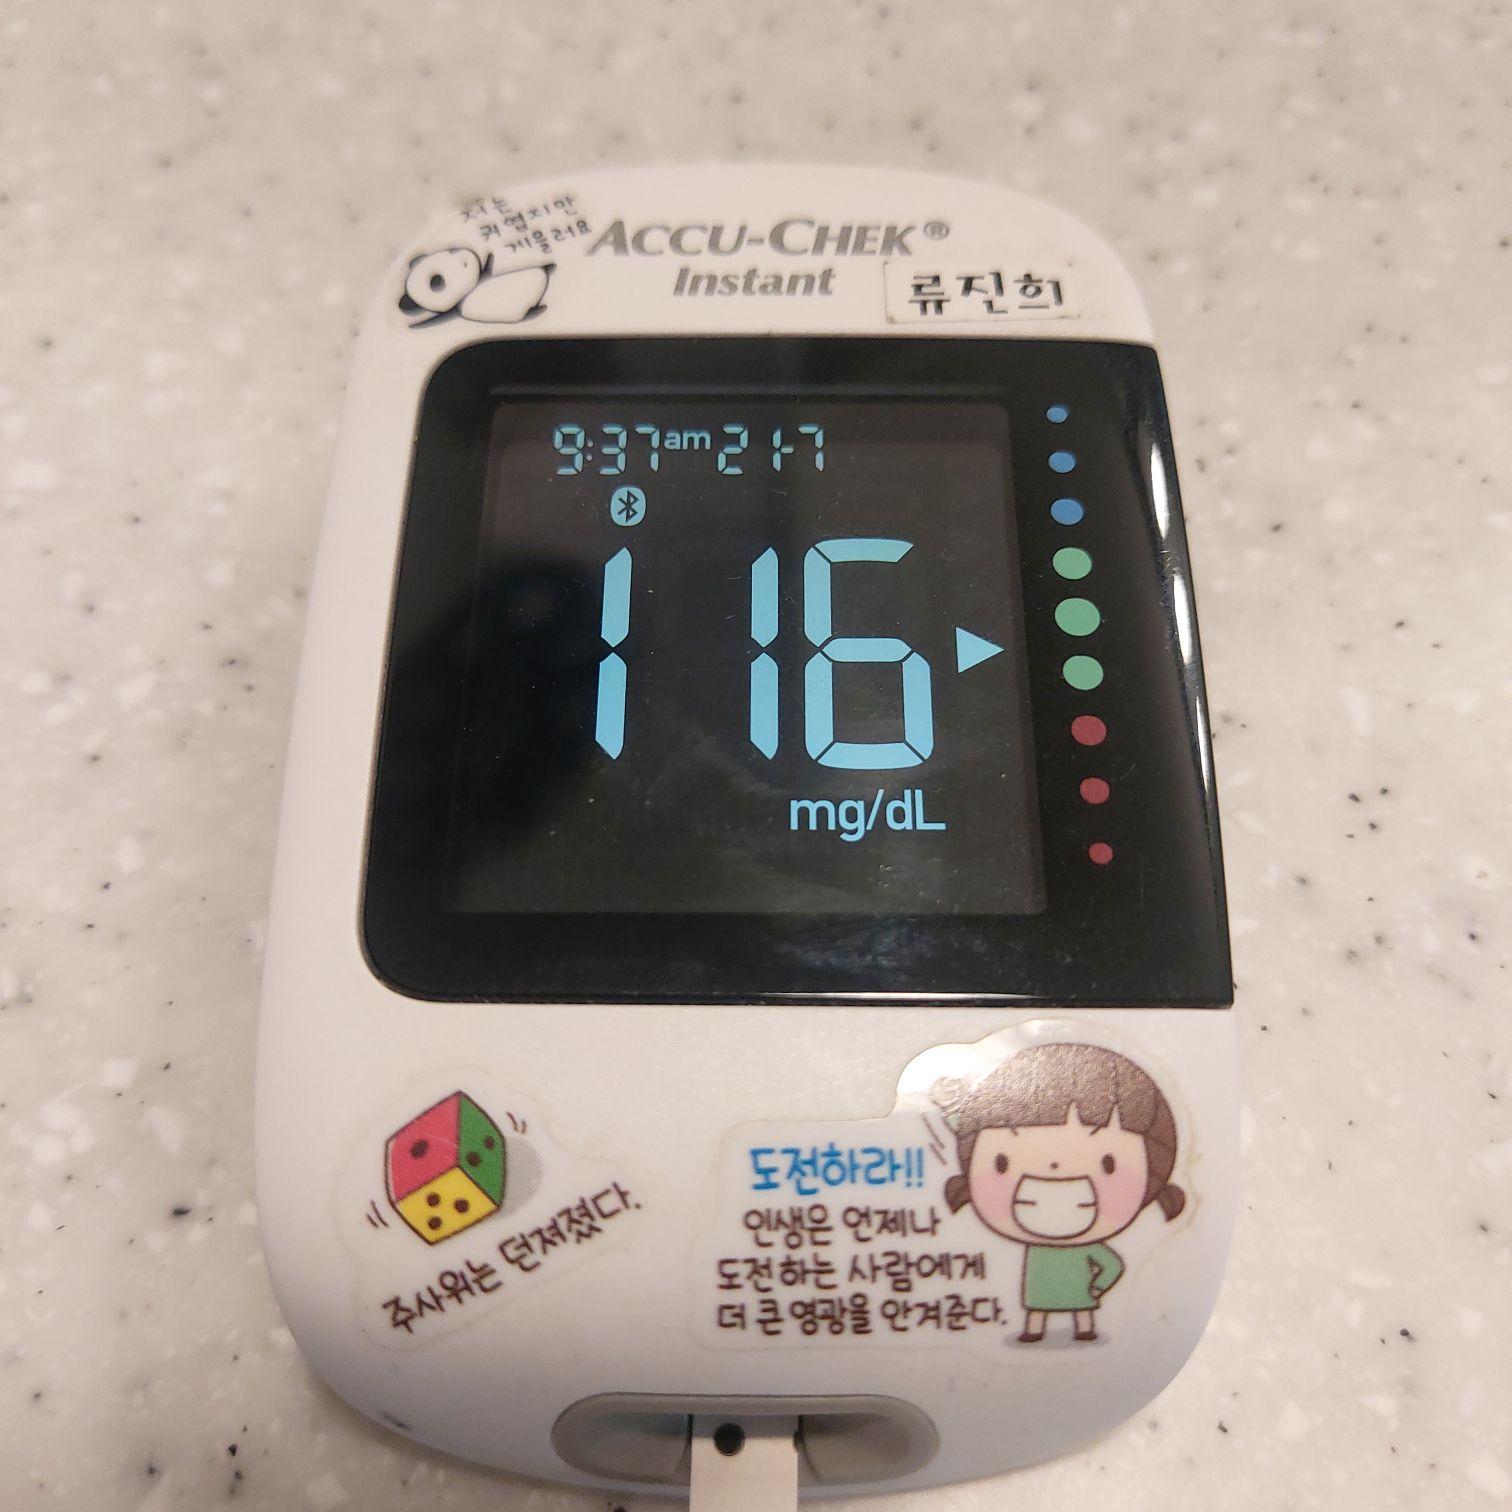 저는
귀엽지만
게을러요
ACCU-CHEK®
Instant
류진희
9:37am 21-7
116
mg/dL
주사위는 던져졌다.
도전하라!!
인생은 언제나
도전하는 사람에게
더 큰 영광을 안겨준다.